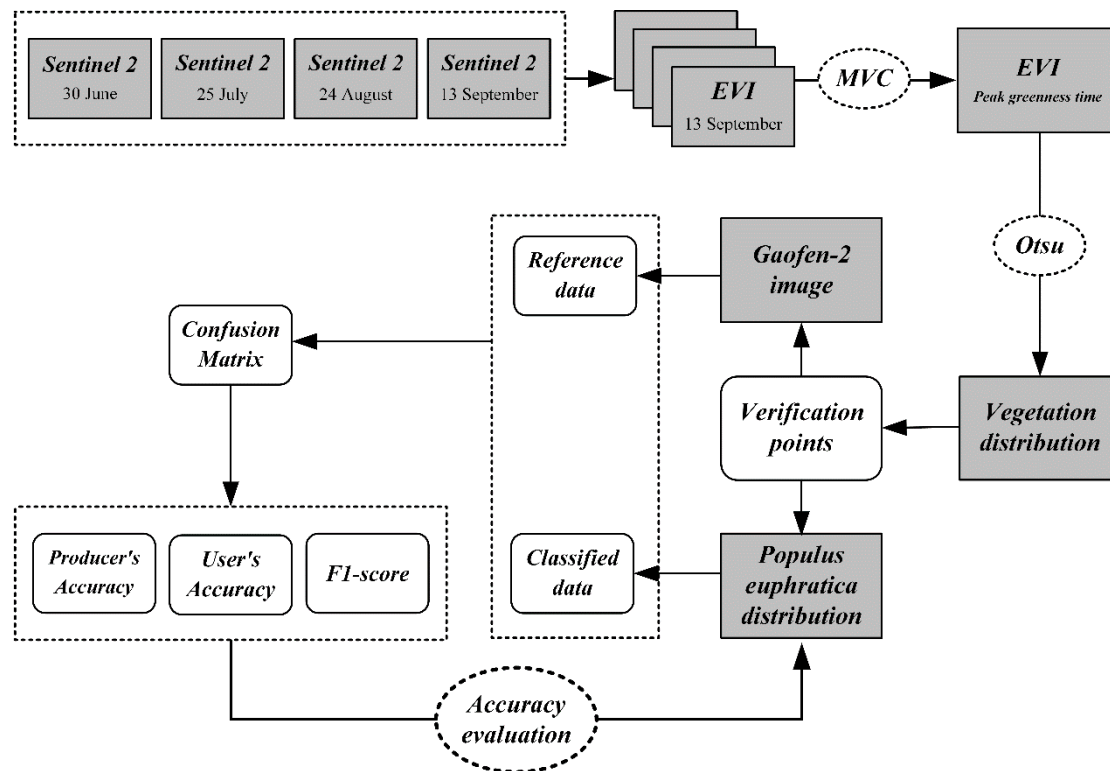 Sentinel 2
30 June
Sentinel 2
25 July
Sentinel 2
24 August
Sentinel 2
13 September
EVI
13 September
MVC
EVI
Peak greenness time
Otsu
Reference
data
Gaofen-2
image
Confusion
Matrix
Verification
points
Vegetation
distribution
Producer's
Accuracy
User's
Accuracy
F1-score
Classified
data
Populus
euphratica
distribution
Accuracy
evaluation